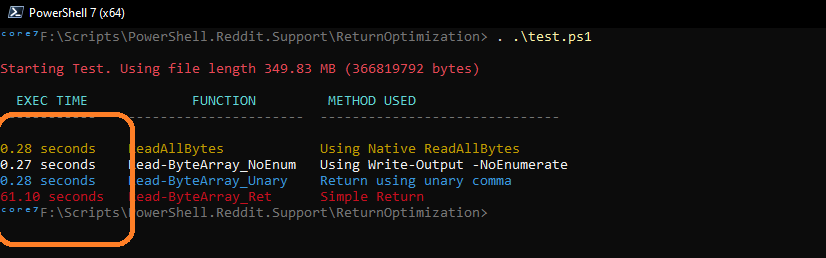 PowerShell 7 (x64)
ᶜᵒʳᵉ⁷F:\Scripts\PowerShell.Reddit.Support\ReturnOptimization> . .\test.ps1
Starting Test. Using file length 349.83 MB (366819792 bytes)
EXEC TIME FUNCTION METHOD USED
0.28 seconds ReadAllBytes Using Native ReadAllBytes
0.27 seconds Read-ByteArray_NoEnum Using Write-Output -NoEnumerate
0.28 seconds Read-ByteArray_Unary Return using unary comma
61.10 seconds Read-ByteArray_Ret Simple Return
ᶜᵒʳᵉ⁷F:\Scripts\PowerShell.Reddit.Support\ReturnOptimization>